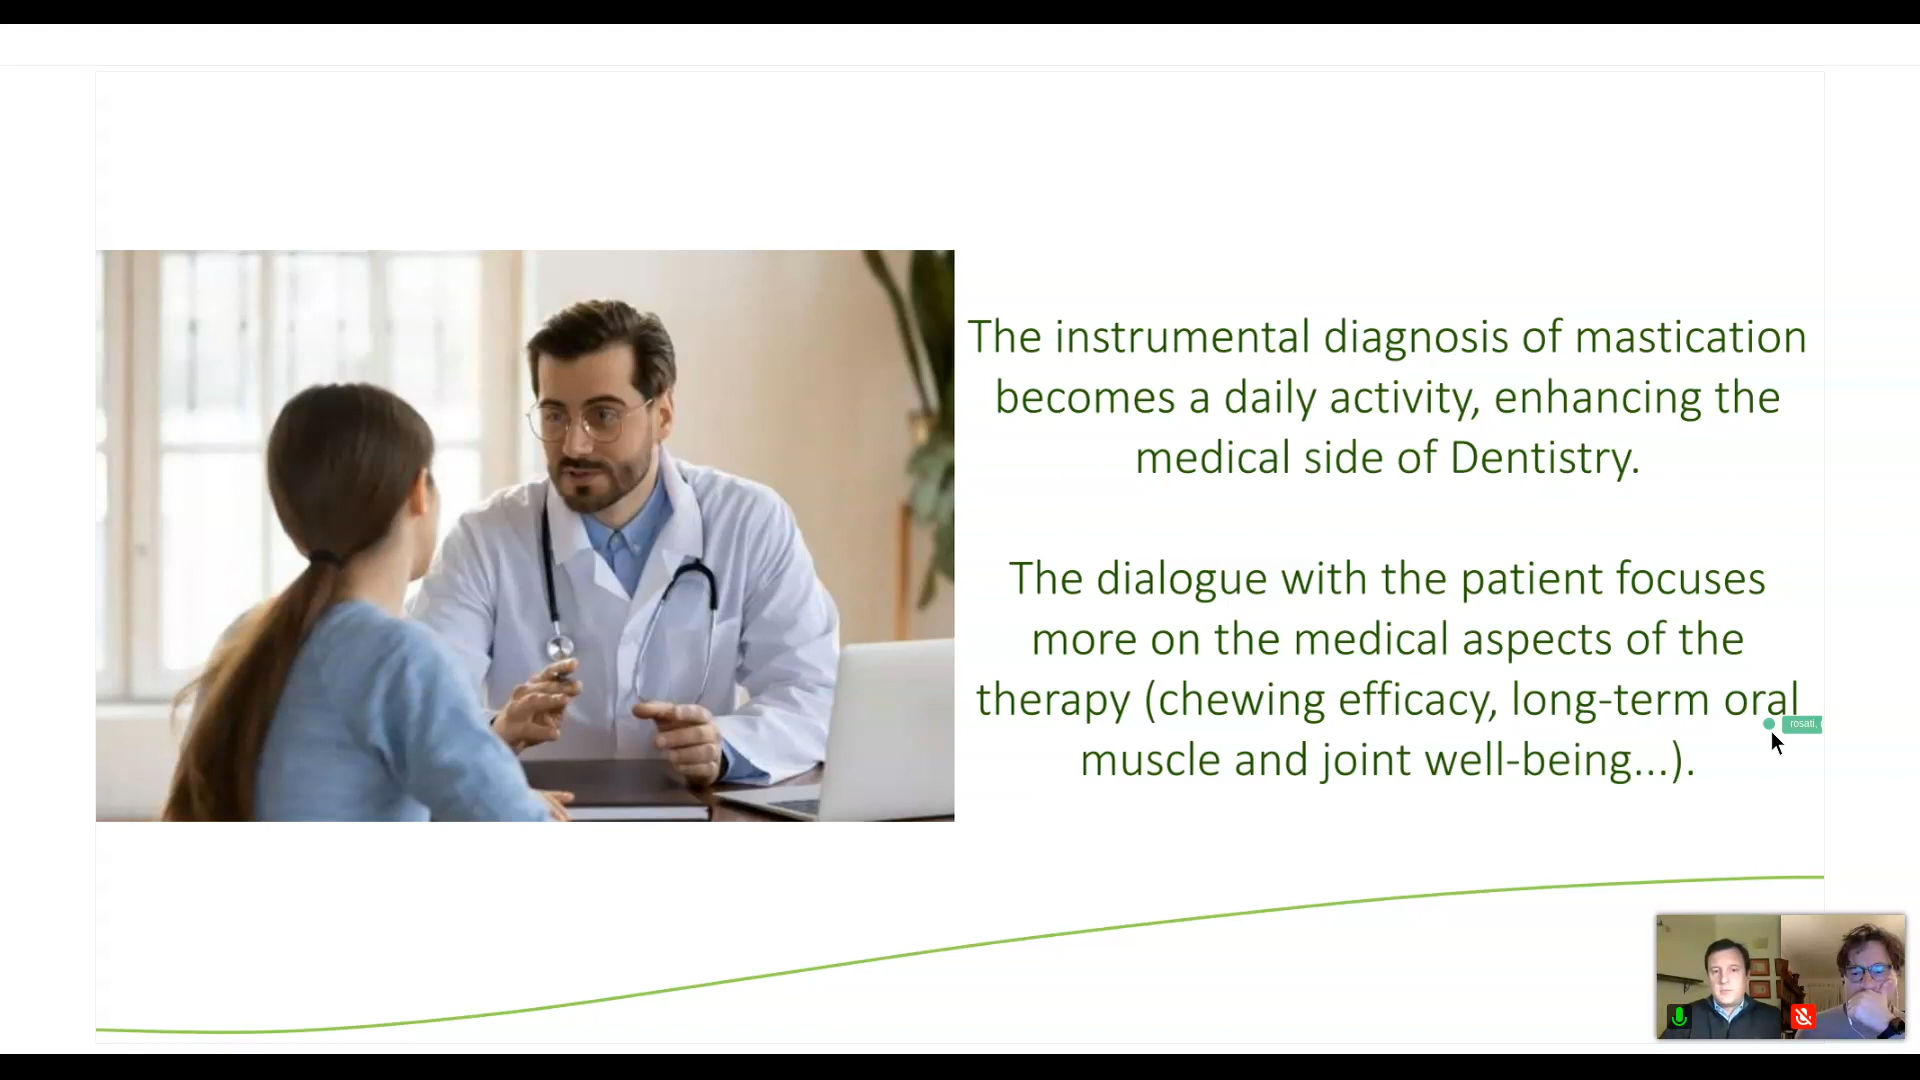 The instrumental diagnosis of mastication
becomes a daily activity, enhancing the
medical side of Dentistry.
The dialogue with the patient focuses
more on the medical aspects of the
therapy (chewing efficacy, long-term oral
rosati,
muscle and joint well-being...).